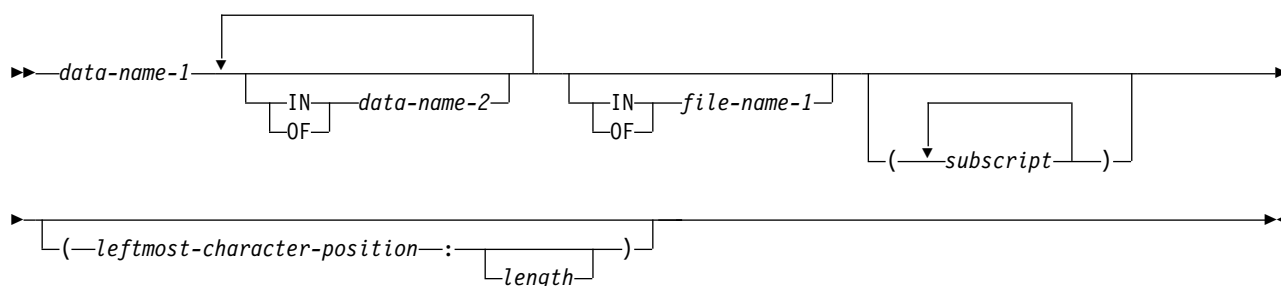 data-name-1 IN data-name-2 IN file-name-1
OF OF
( subscript )
( leftmost-character-position : )
length